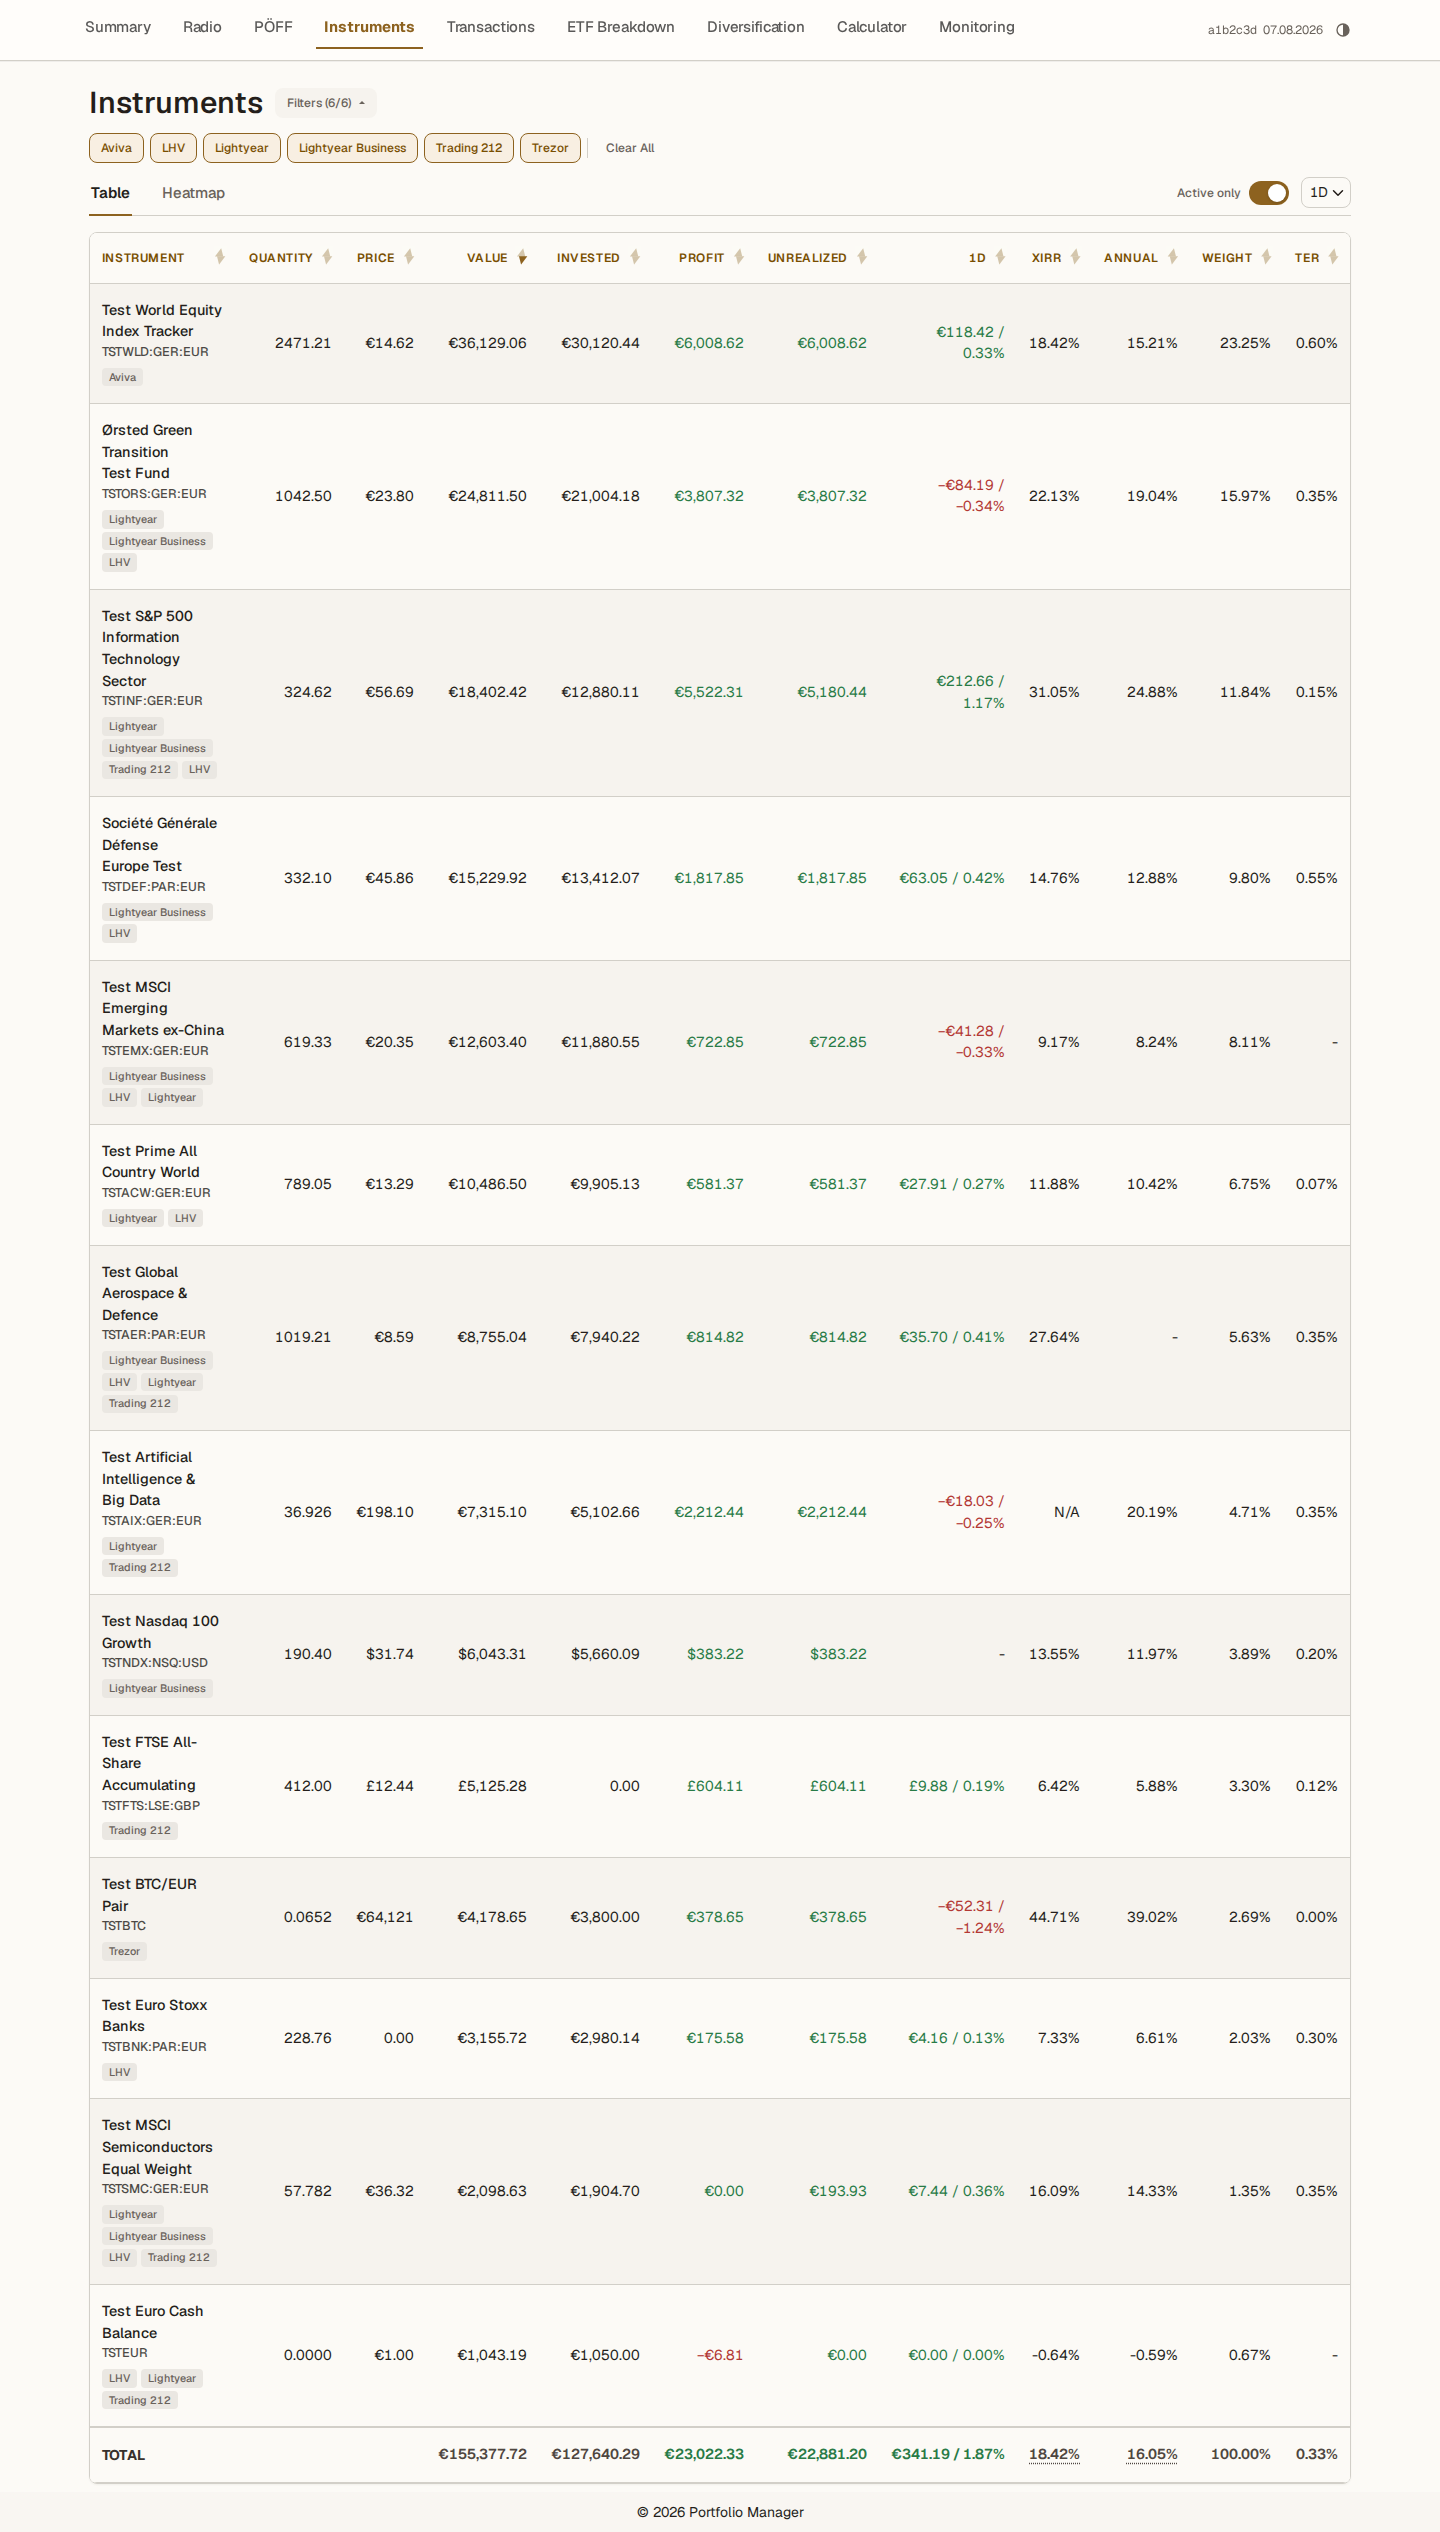 Summary Radio PÖFF Instruments Transactions ETF Breakdown Diversification Calculator Monitoring a1b2c3d 07.08.2026
Instruments Filters (6/6)
Aviva LHV Lightyear Lightyear Business Trading 212 Trezor Clear All
Table Heatmap Active only 1D
INSTRUMENT QUANTITY PRICE VALUE INVESTED PROFIT UNREALIZED 1D XIRR ANNUAL WEIGHT TER
Test World Equity
Index Tracker
TSTWLD:GER:EUR
Aviva
2471.21 €14.62 €36,129.06 €30,120.44 €6,008.62 €6,008.62 €118.42 /
0.33%
18.42% 15.21% 23.25% 0.60%
Ørsted Green
Transition
Test Fund
TSTORS:GER:EUR
Lightyear
Lightyear Business
LHV
1042.50 €23.80 €24,811.50 €21,004.18 €3,807.32 €3,807.32 −€84.19 /
−0.34%
22.13% 19.04% 15.97% 0.35%
Test S&P 500
Information
Technology
Sector
TSTINF:GER:EUR
Lightyear
Lightyear Business
Trading 212 LHV
324.62 €56.69 €18,402.42 €12,880.11 €5,522.31 €5,180.44 €212.66 /
1.17%
31.05% 24.88% 11.84% 0.15%
Société Générale
Défense
Europe Test
TSTDEF:PAR:EUR
Lightyear Business
LHV
332.10 €45.86 €15,229.92 €13,412.07 €1,817.85 €1,817.85 €63.05 / 0.42% 14.76% 12.88% 9.80% 0.55%
Test MSCI
Emerging
Markets ex-China
TSTEMX:GER:EUR
Lightyear Business
LHV Lightyear
619.33 €20.35 €12,603.40 €11,880.55 €722.85 €722.85 −€41.28 /
−0.33%
9.17% 8.24% 8.11% -
Test Prime All
Country World
TSTACW:GER:EUR
Lightyear LHV
789.05 €13.29 €10,486.50 €9,905.13 €581.37 €581.37 €27.91 / 0.27% 11.88% 10.42% 6.75% 0.07%
Test Global
Aerospace &
Defence
TSTAER:PAR:EUR
Lightyear Business
LHV Lightyear
Trading 212
1019.21 €8.59 €8,755.04 €7,940.22 €814.82 €814.82 €35.70 / 0.41% 27.64% - 5.63% 0.35%
Test Artificial
Intelligence &
Big Data
TSTAIX:GER:EUR
Lightyear
Trading 212
36.926 €198.10 €7,315.10 €5,102.66 €2,212.44 €2,212.44 −€18.03 /
−0.25%
N/A 20.19% 4.71% 0.35%
Test Nasdaq 100
Growth
TSTNDX:NSQ:USD
Lightyear Business
190.40 $31.74 $6,043.31 $5,660.09 $383.22 $383.22 - 13.55% 11.97% 3.89% 0.20%
Test FTSE All-
Share
Accumulating
TSTFTS:LSE:GBP
Trading 212
412.00 £12.44 £5,125.28 0.00 £604.11 £604.11 £9.88 / 0.19% 6.42% 5.88% 3.30% 0.12%
Test BTC/EUR
Pair
TSTBTC
Trezor
0.0652 €64,121 €4,178.65 €3,800.00 €378.65 €378.65 −€52.31 /
−1.24%
44.71% 39.02% 2.69% 0.00%
Test Euro Stoxx
Banks
TSTBNK:PAR:EUR
LHV
228.76 0.00 €3,155.72 €2,980.14 €175.58 €175.58 €4.16 / 0.13% 7.33% 6.61% 2.03% 0.30%
Test MSCI
Semiconductors
Equal Weight
TSTSMC:GER:EUR
Lightyear
Lightyear Business
LHV Trading 212
57.782 €36.32 €2,098.63 €1,904.70 €0.00 €193.93 €7.44 / 0.36% 16.09% 14.33% 1.35% 0.35%
Test Euro Cash
Balance
TSTEUR
LHV Lightyear
Trading 212
0.0000 €1.00 €1,043.19 €1,050.00 −€6.81 €0.00 €0.00 / 0.00% -0.64% -0.59% 0.67% -
TOTAL €155,377.72 €127,640.29 €23,022.33 €22,881.20 €341.19 / 1.87% 18.42% 16.05% 100.00% 0.33%
© 2026 Portfolio Manager